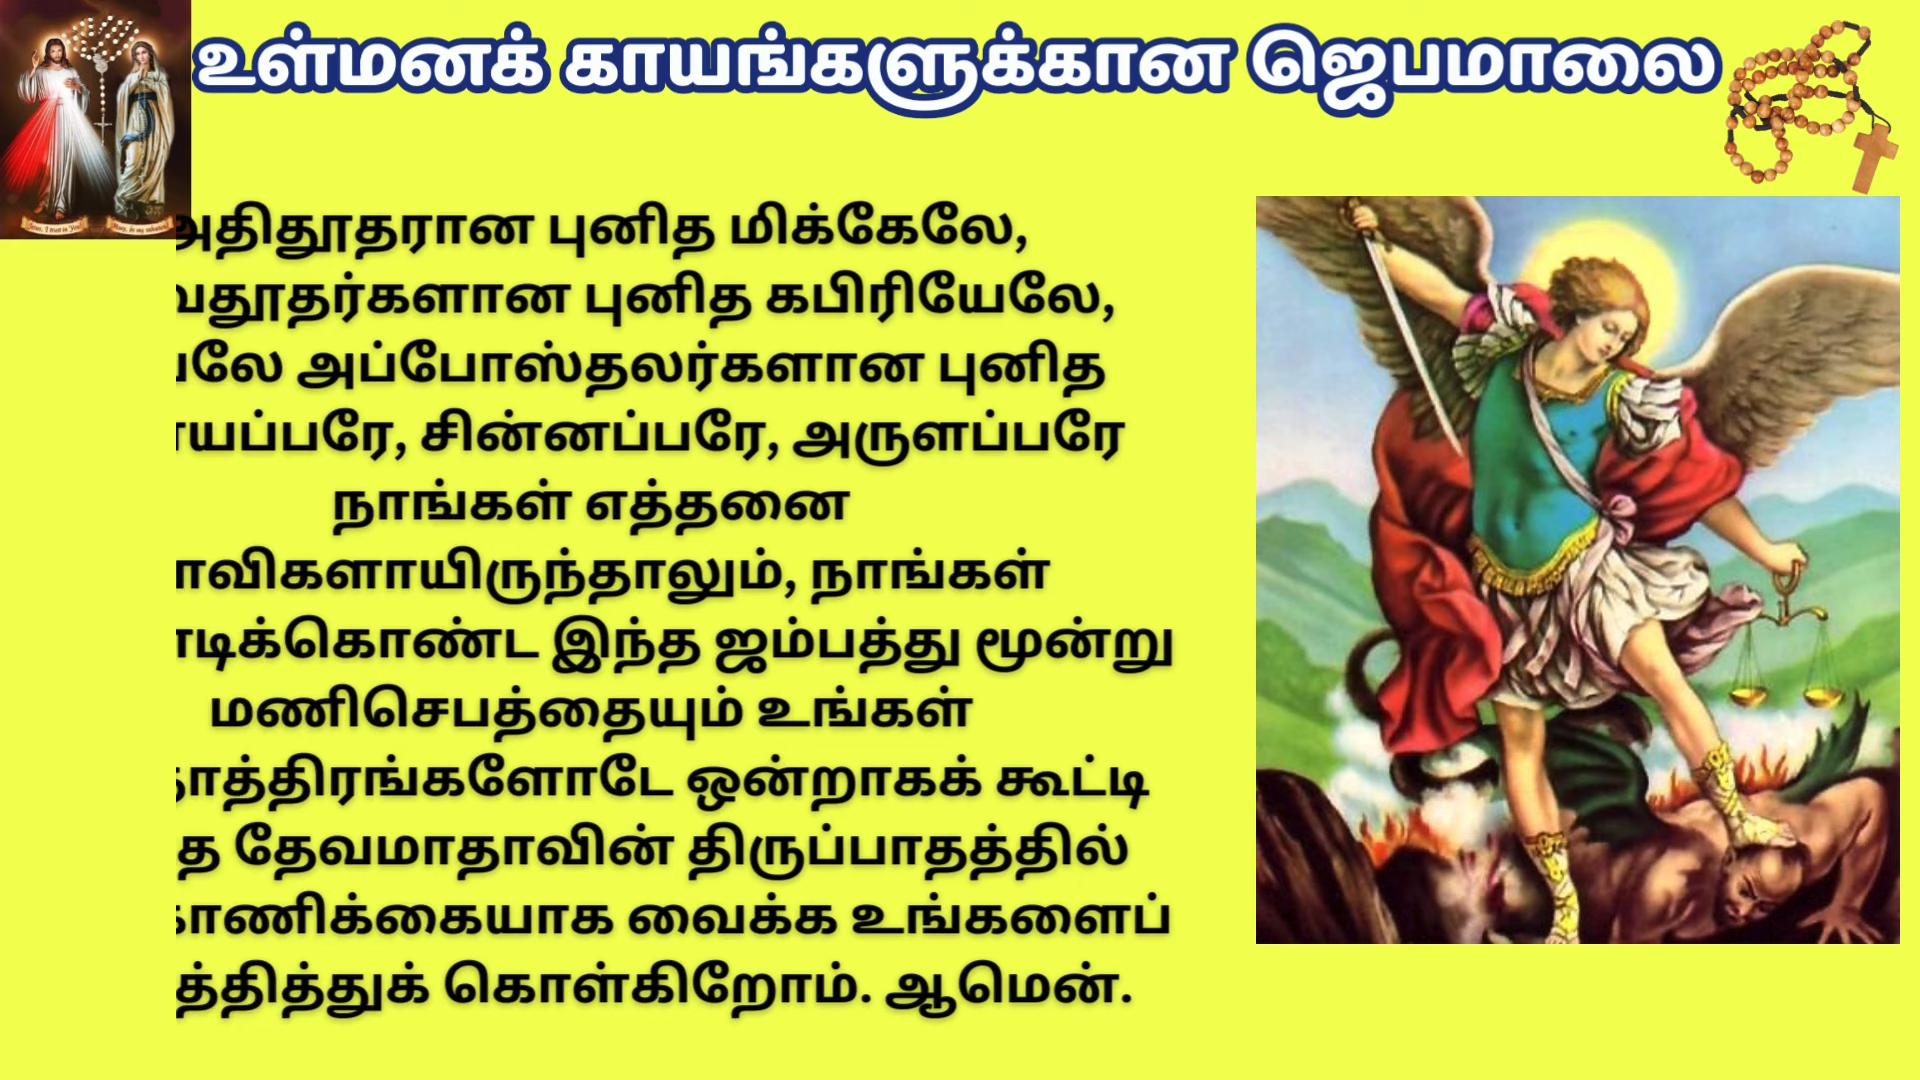 உள்மனக் காயங்களுக்கான ஜெபமாலை
அதிதூதரான புனித மிக்கேலே,
வதூதர்களான புனித கபிரியேலே,
லே அப்போஸ்தலர்களான புனித
யப்பரே, சின்னப்பரே, அருளப்பரே
நாங்கள் எத்தனை
ாவிகளாயிருந்தாலும், நாங்கள்
டிக்கொண்ட இந்த ஜம்பத்து மூன்று
மணிசெபத்தையும் உங்கள்
ாத்திரங்களோடே ஒன்றாகக் கூட்டி
த தேவமாதாவின் திருப்பாதத்தில்
காணிக்கையாக வைக்க உங்களைப்
த்தித்துக் கொள்கிறோம். ஆமென்.